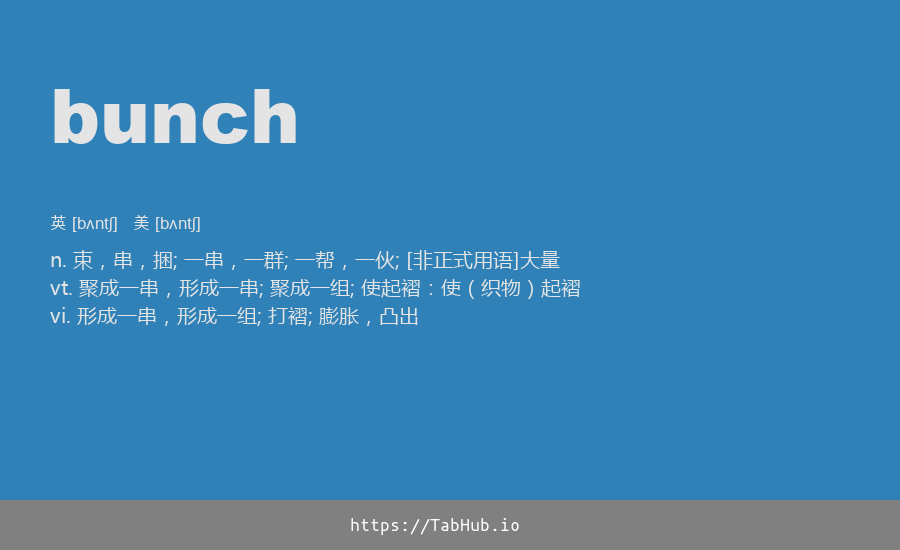 bunch
英 [bʌntʃ] 美 [bʌntʃ]
n. 束，串，捆; 一串，一群; 一帮，一伙; [非正式用语]大量
vt. 聚成一串，形成一串; 聚成一组; 使起褶：使（织物）起褶
vi. 形成一串，形成一组; 打褶; 膨胀，凸出
https://TabHub.io